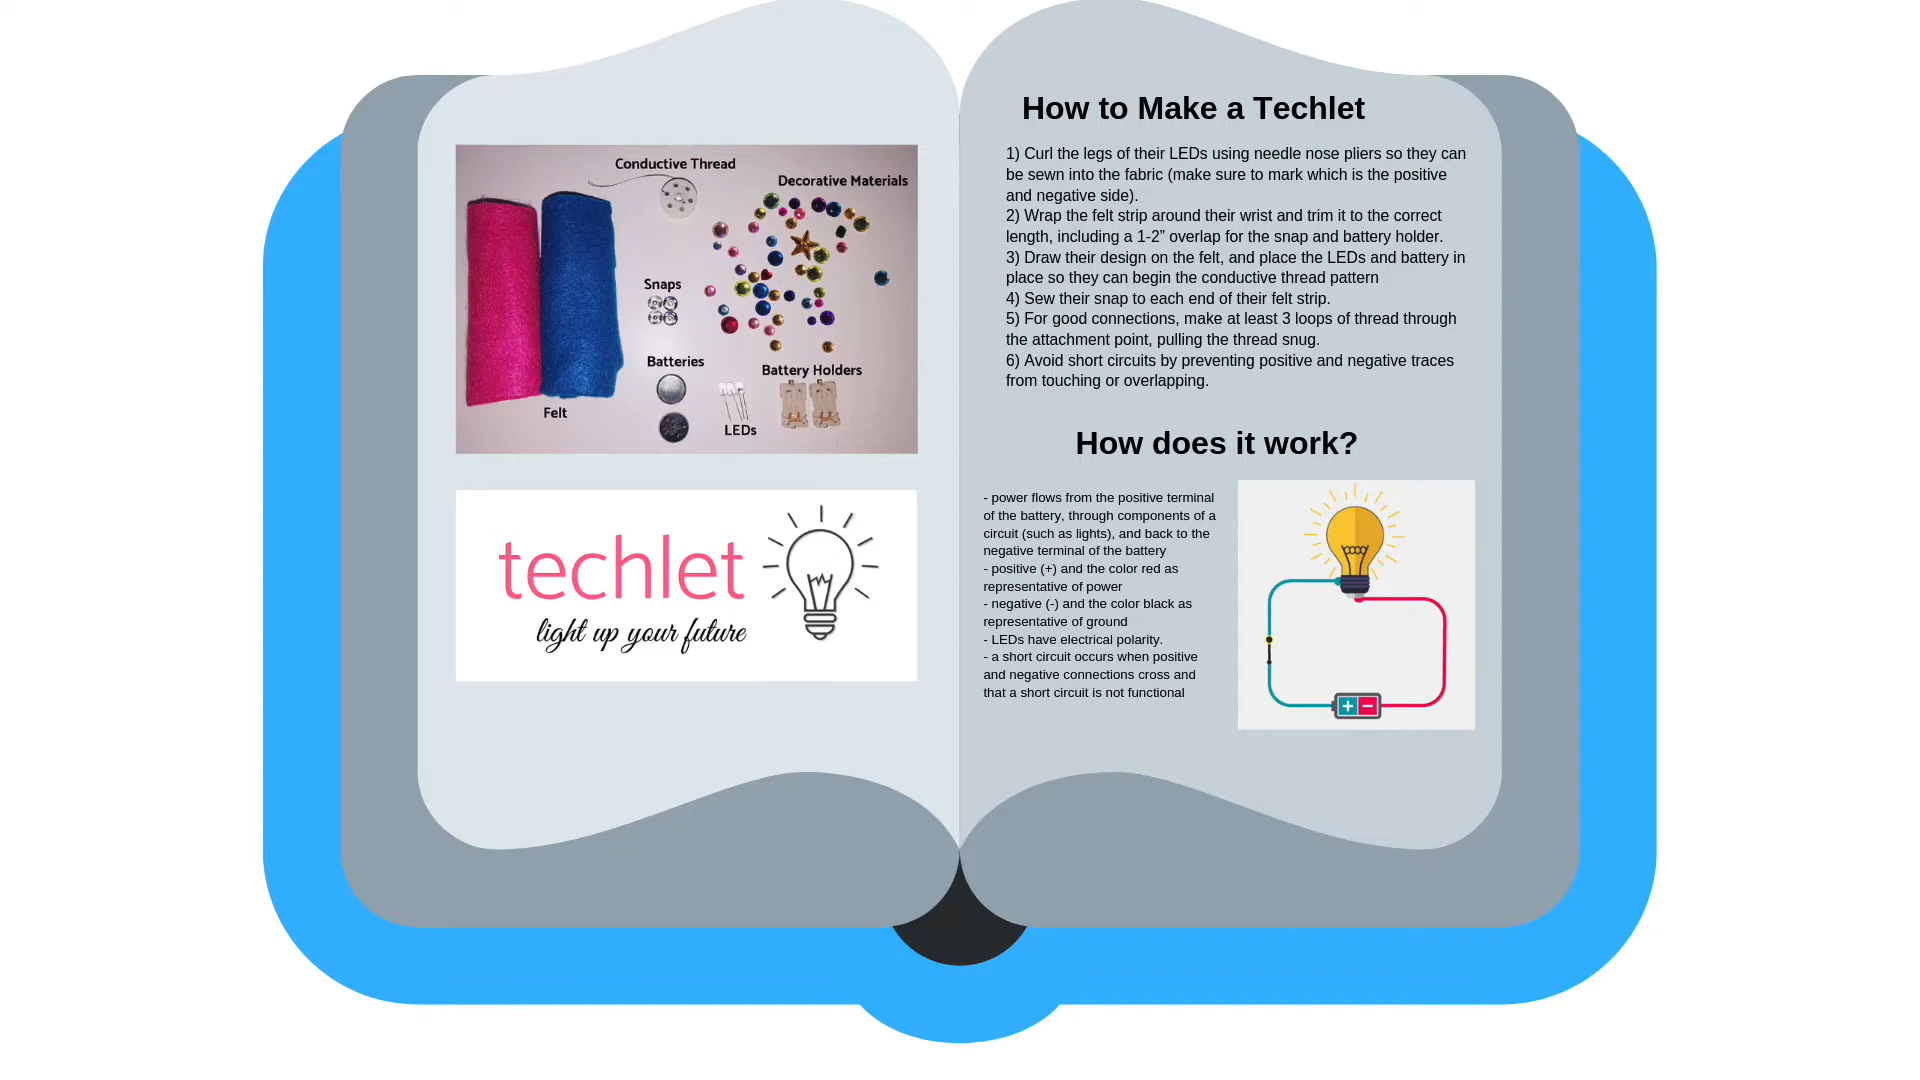 Conductive Thread
Decorative Materials
Snaps
Batteries
Battery Holders
Felt
LEDs
techlet
light up your future
How to Make a Techlet
1) Curl the legs of their LEDs using needle nose pliers so they can
be sewn into the fabric (make sure to mark which is the positive
and negative side).
2) Wrap the felt strip around their wrist and trim it to the correct
length, including a 1-2” overlap for the snap and battery holder.
3) Draw their design on the felt, and place the LEDs and battery in
place so they can begin the conductive thread pattern
4) Sew their snap to each end of their felt strip.
5) For good connections, make at least 3 loops of thread through
the attachment point, pulling the thread snug.
6) Avoid short circuits by preventing positive and negative traces
from touching or overlapping.
How does it work?
- power flows from the positive terminal
of the battery, through components of a
circuit (such as lights), and back to the
negative terminal of the battery
- positive (+) and the color red as
representative of power
- negative (-) and the color black as
representative of ground
- LEDs have electrical polarity.
- a short circuit occurs when positive
and negative connections cross and
that a short circuit is not functional
+ −